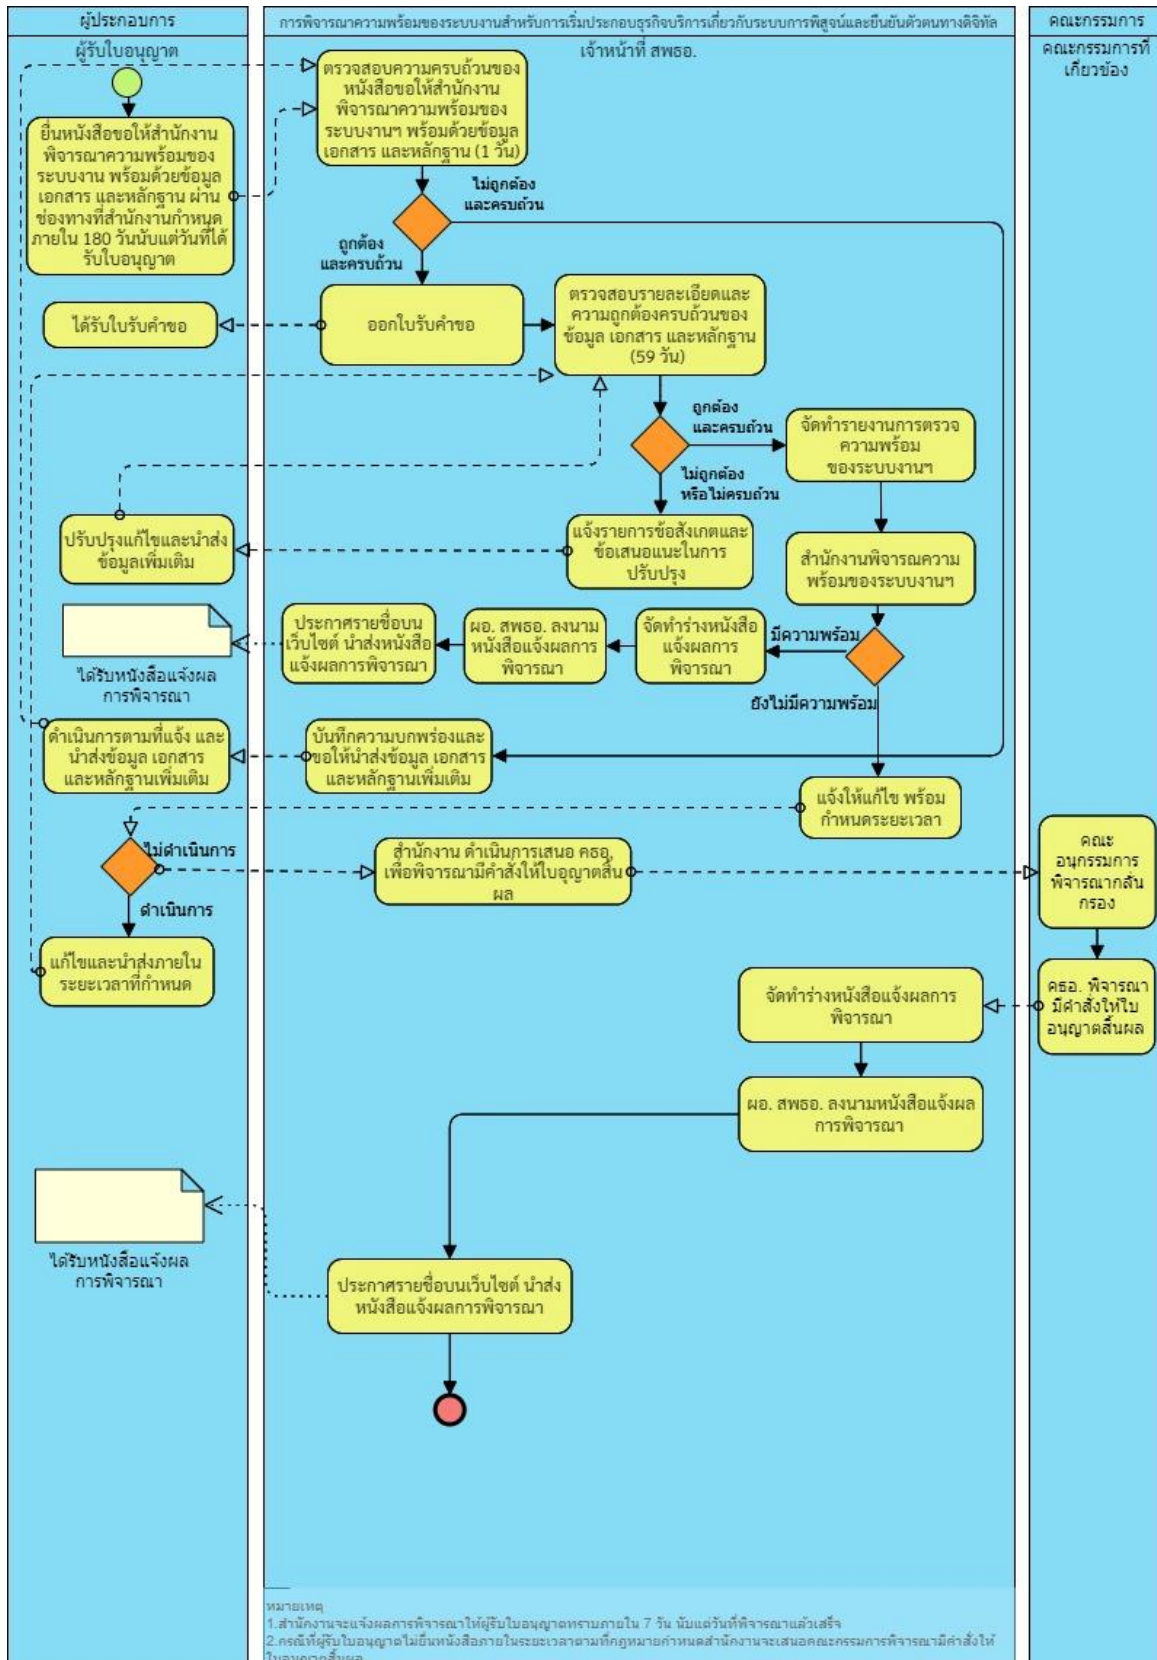 ผู้ประกอบการ
ผู้รับใบอนุญาต
การพิจารณาความพร้อมของระบบงานสำหรับการเริ่มประกอบธุรกิจบริการเกี่ยวกับระบบการพิสูจน์และยืนยันตัวตนทางดิจิทัล
เจ้าหน้าที่ สพธอ.
คณะกรรมการ
คณะกรรมการที่
เกี่ยวข้อง
ยื่นหนังสือขอให้สำนักงาน
พิจารณาความพร้อมของ
ระบบงาน พร้อมด้วยข้อมูล
เอกสาร และหลักฐาน ผ่าน
ช่องทางที่สำนักงานกำหนด
ภายใน 180 วันนับแต่วันที่ได้
รับใบอนุญาต
ตรวจสอบความครบถ้วนของ
หนังสือขอให้สำนักงาน
พิจารณาความพร้อมของ
ระบบงานฯ พร้อมด้วยข้อมูล
เอกสาร และหลักฐาน (1 วัน)
ไม่ถูกต้อง
และครบถ้วน
ถูกต้อง
และครบถ้วน
ได้รับใบรับคำขอ
ออกใบรับคำขอ
ตรวจสอบรายละเอียดและ
ความถูกต้องครบถ้วนของ
ข้อมูล เอกสาร และหลักฐาน
(59 วัน)
ถูกต้อง
และครบถ้วน
จัดทำรายงานการตรวจ
ความพร้อม
ของระบบงานฯ
ไม่ถูกต้อง
หรือไม่ครบถ้วน
ปรับปรุงแก้ไขและนำส่ง
ข้อมูลเพิ่มเติม
แจ้งรายการข้อสังเกตและ
ข้อเสนอแนะในการ
ปรับปรุง
สำนักงานพิจารณความ
พร้อมของระบบงานฯ
ประกาศรายชื่อบน
เว็บไซต์ นำส่งหนังสือ
แจ้งผลการพิจารณา
ผอ. สพธอ. ลงนาม
หนังสือแจ้งผลการ
พิจารณา
จัดทำร่างหนังสือ
แจ้งผลการ
พิจารณา
มีความพร้อม
ได้รับหนังสือแจ้งผล
การพิจารณา
ยังไม่มีความพร้อม
ดำเนินการตามที่แจ้ง และ
นำส่งข้อมูล เอกสาร
และหลักฐานเพิ่มเติม
บันทึกความบกพร่องและ
ขอให้นำส่งข้อมูล เอกสาร
และหลักฐานเพิ่มเติม
แจ้งให้แก้ไข พร้อม
กำหนดระยะเวลา
ไม่ดำเนินการ
สำนักงาน ดำเนินการเสนอ คธอ.
เพื่อพิจารณามีคำสั่งให้ใบอุญาตสิ้น
ผล
คณะ
อนุกรรมการ
พิจารณากลั่น
กรอง
ดำเนินการ
แก้ไขและนำส่งภายใน
ระยะเวลาที่กำหนด
จัดทำร่างหนังสือแจ้งผลการ
พิจารณา
คธอ. พิจารณา
มีคำสั่งให้ใบ
อนุญาตสิ้นผล
ผอ. สพธอ. ลงนามหนังสือแจ้งผล
การพิจารณา
ได้รับหนังสือแจ้งผล
การพิจารณา
ประกาศรายชื่อบนเว็บไซต์ นำส่ง
หนังสือแจ้งผลการพิจารณา
หมายเหตุ
1.สำนักงานจะแจ้งผลการพิจารณาให้ผู้รับใบอนุญาตทราบภายใน 7 วัน นับแต่วันที่พิจารณาแล้วเสร็จ
2.กรณีที่ผู้รับใบอนุญาตไม่ยื่นหนังสือภายในระยะเวลาตามที่กฎหมายกำหนดสำนักงานจะเสนอคณะกรรมการพิจารณามีคำสั่งให้
ใบอนุญาตสิ้นผล